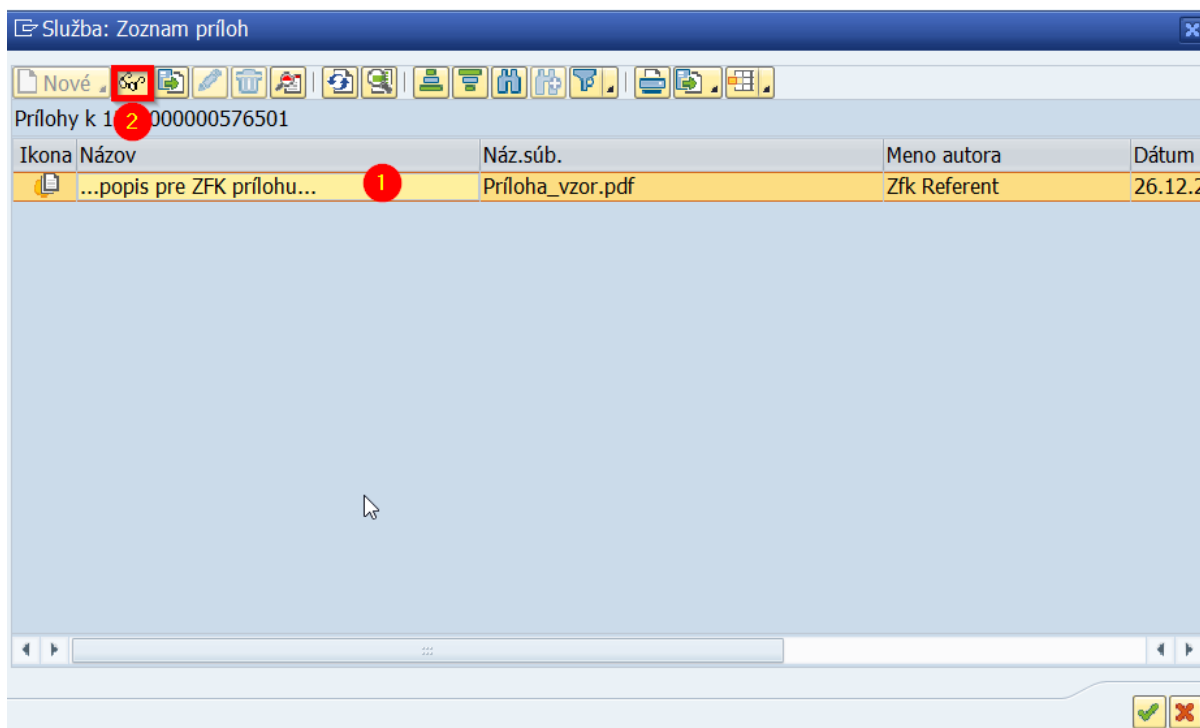 Služba: Zoznam príloh
Nové
Prílohy k 1 2 000000576501
Ikona Názov Náz.súb. Meno autora Dátum
...popis pre ZFK prílohu... 1 Príloha_vzor.pdf Zfk Referent 26.12.2